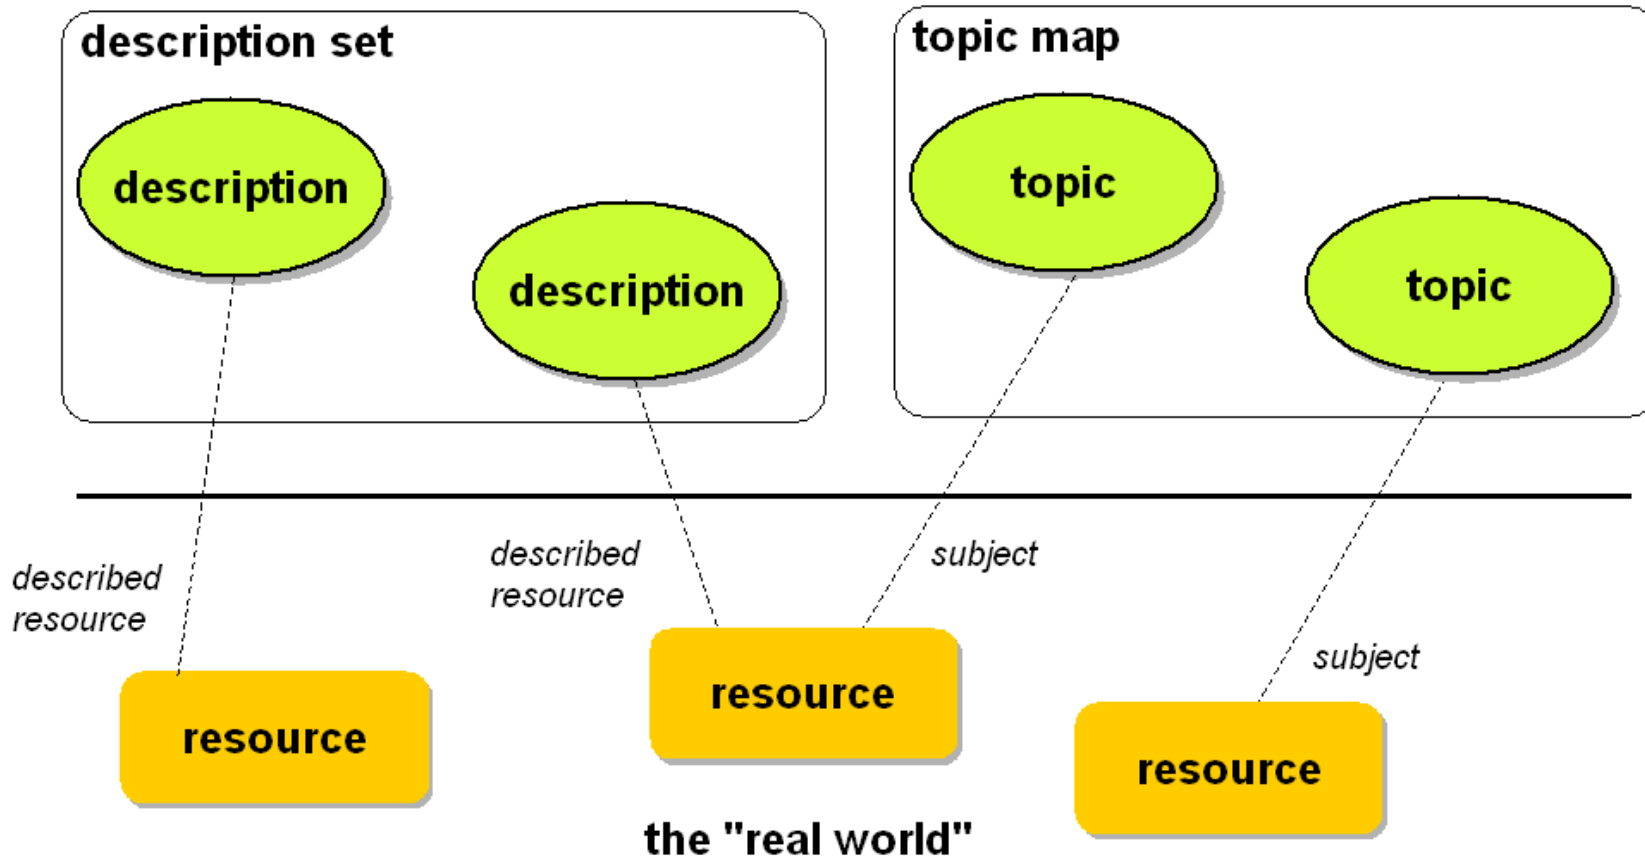 description set
topic map
description
topic
description
topic
described
resource
described
resource
subject
subject
resource
resource
resource
the "real world"